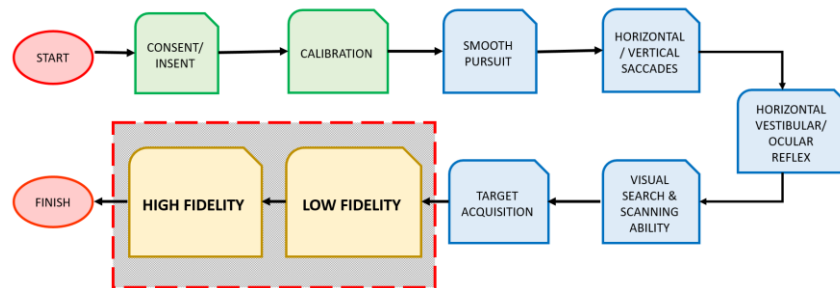 START
CONSENT/
INSENT
CALIBRATION
SMOOTH
PURSUIT
HORIZONTAL
/ VERTICAL
SACCADES
HORIZONTAL
VESTIBULAR/
OCULAR
REFLEX
VISUAL
SEARCH &
SCANNING
ABILITY
TARGET
ACQUISITION
LOW FIDELITY
HIGH FIDELITY
FINISH